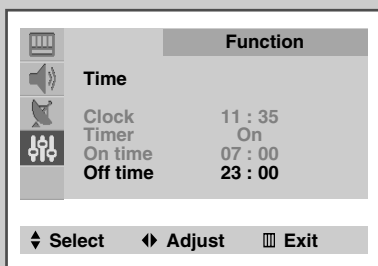 Function
Time
Clock 11 : 35
Timer On
On time 07 : 00
Off time 23 : 00
Select Adjust Exit